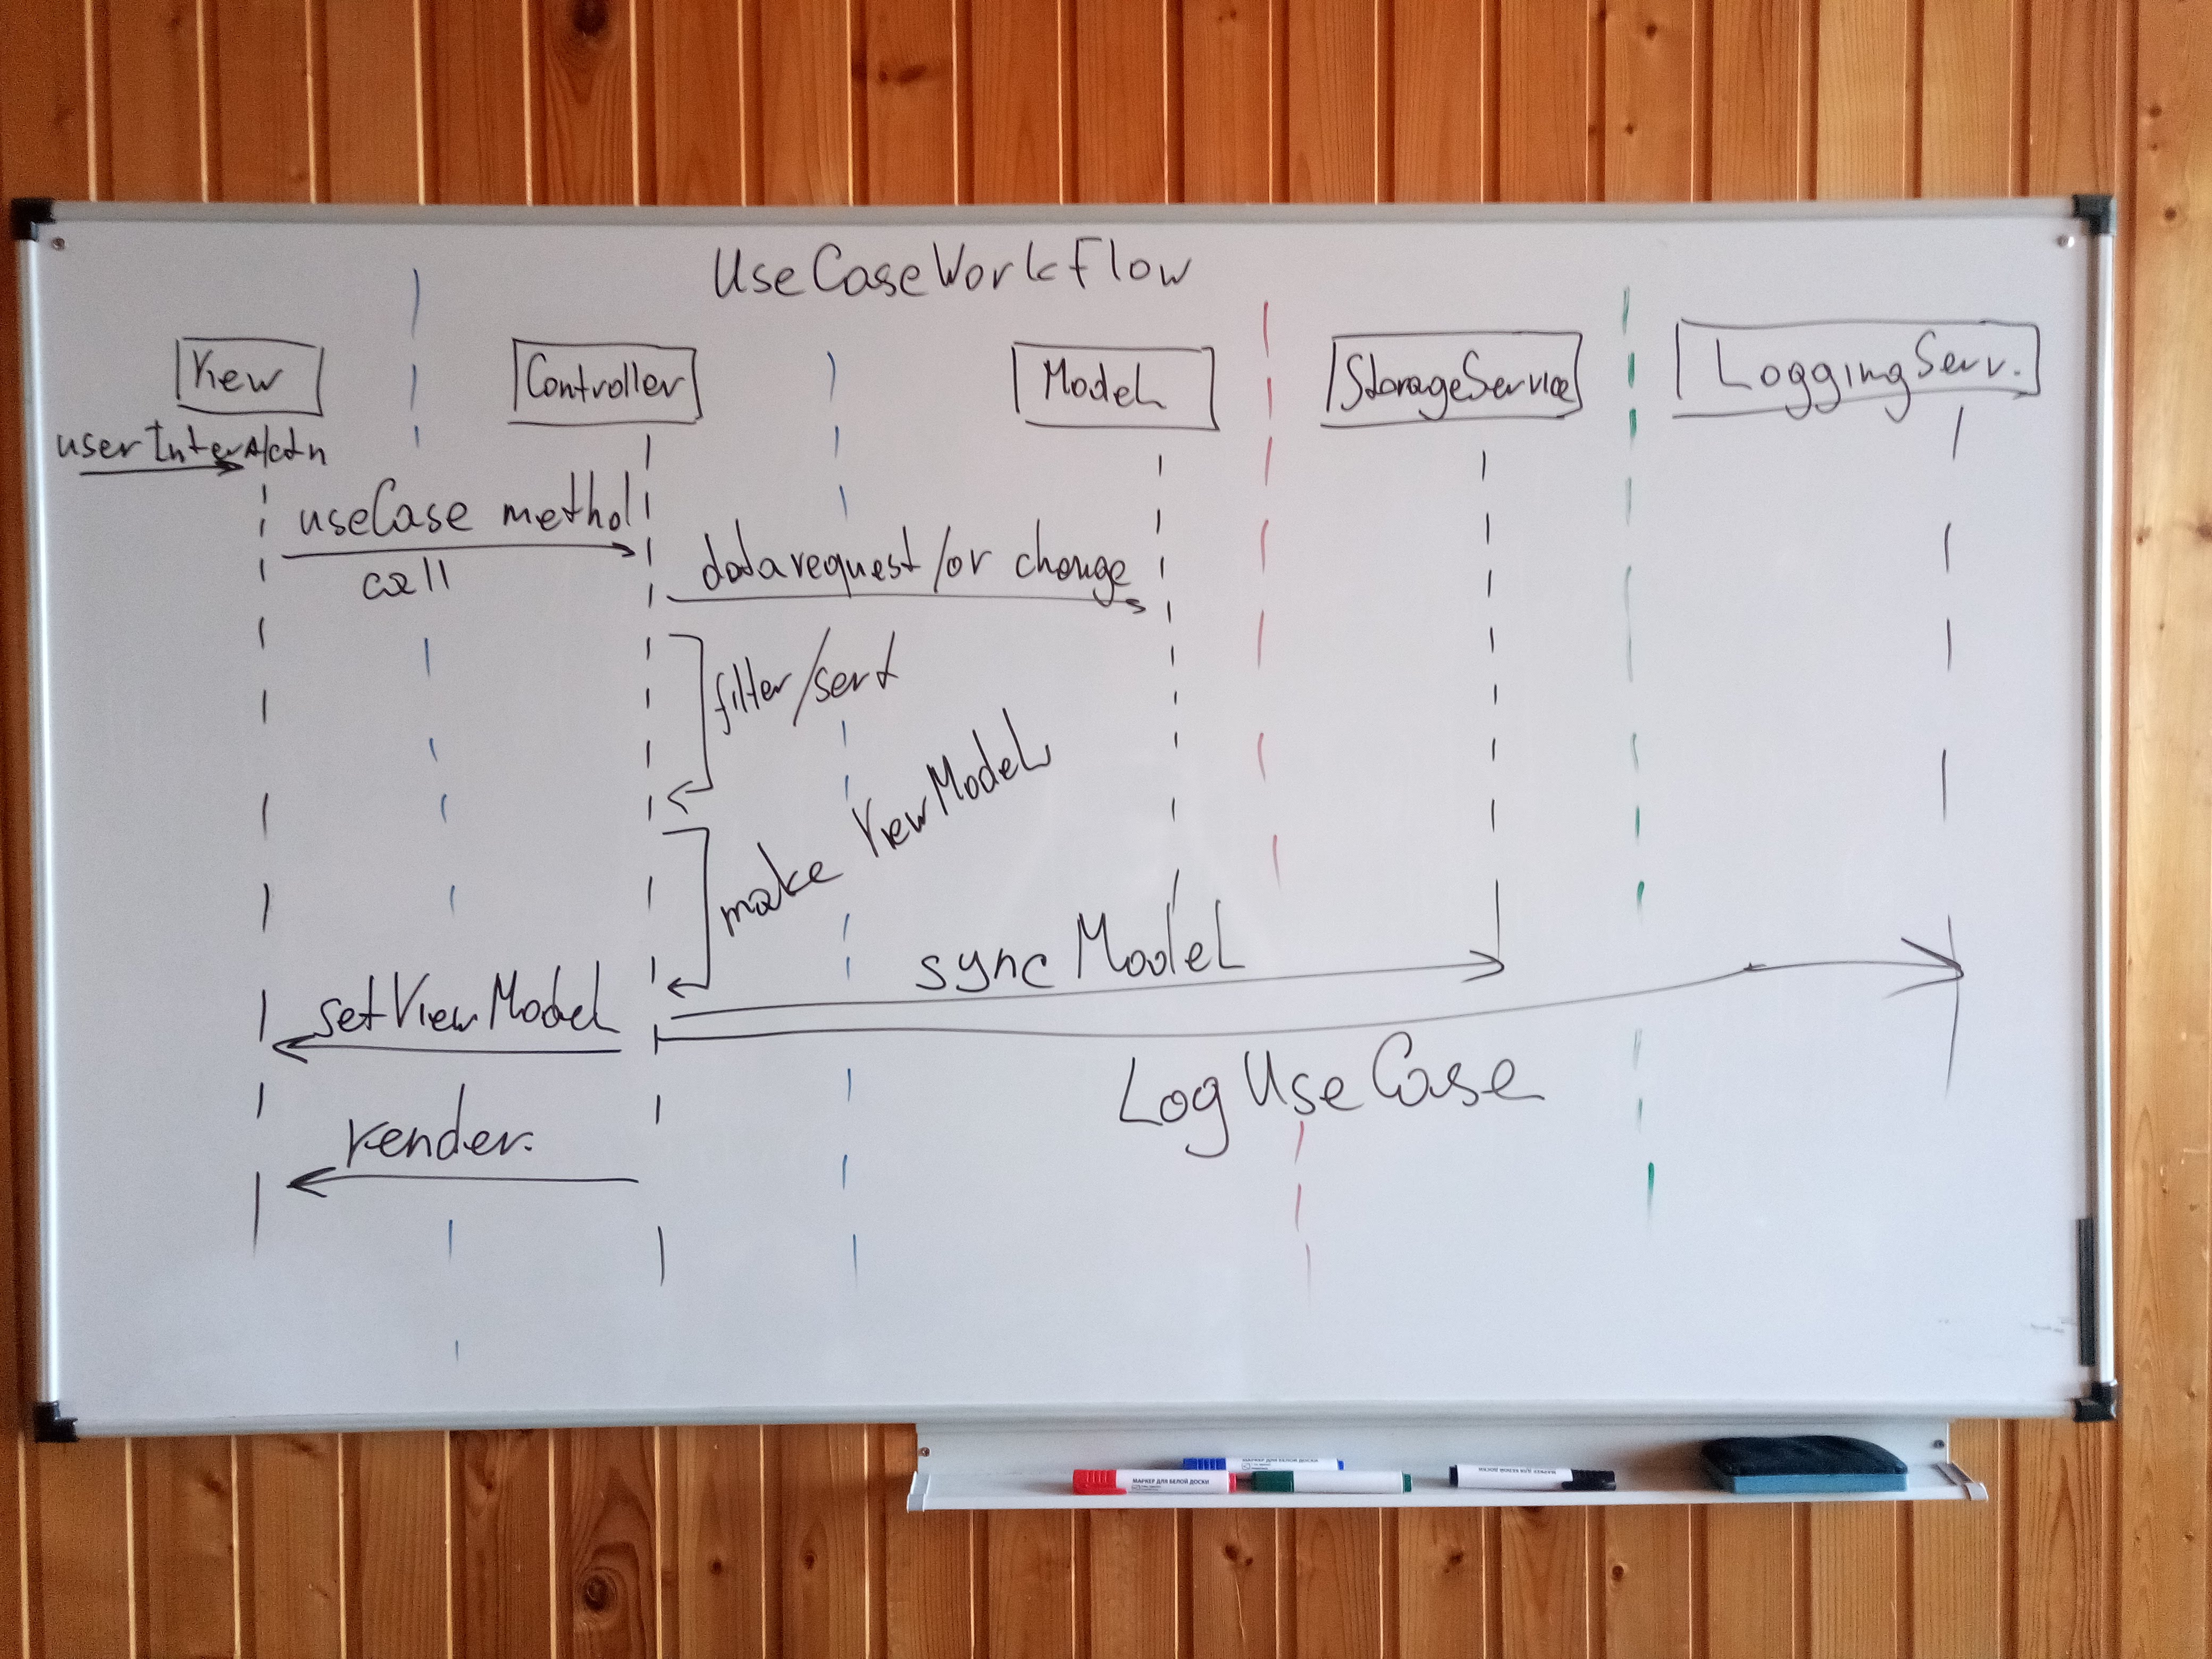 UseCaseWorkFlow
View
Controller
Model
StorageService
LoggingServ.
useCase method
call
datarequest/or change
filter/sort
make ViewModel
syncModel
setViewModel
LogUseCase
render.
МАРКЕР ДЛЯ БЕЛОЙ ДОСКИ
МАРКЕР ДЛЯ БЕЛОЙ ДОСКИ
МАРКЕР ДЛЯ БЕЛОЙ ДОСКИ